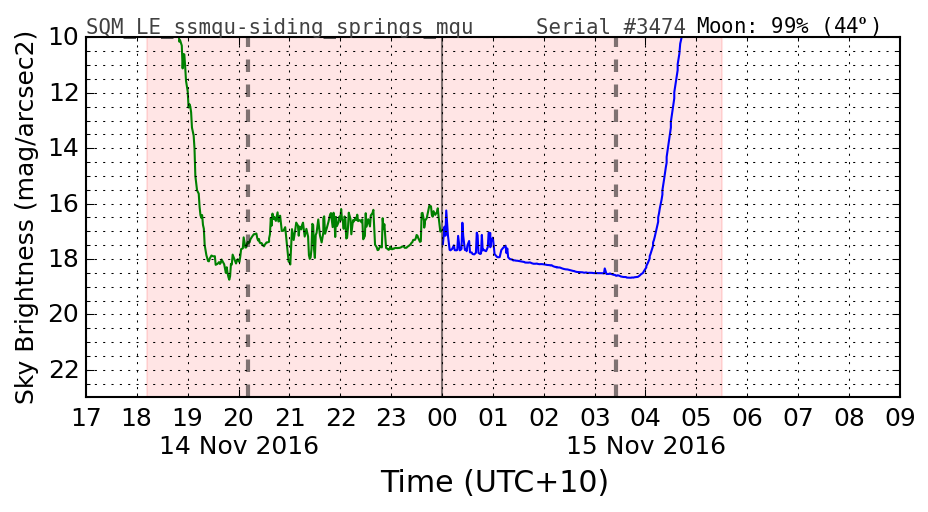 SQM_LE_ssmqu-siding_springs_mqu Serial #3474 Moon: 99% (44°)
Sky Brightness (mag/arcsec2)
10
12
14
16
18
20
22
17 18 19 20 21 22 23 00 01 02 03 04 05 06 07 08 09
14 Nov 2016 15 Nov 2016
Time (UTC+10)